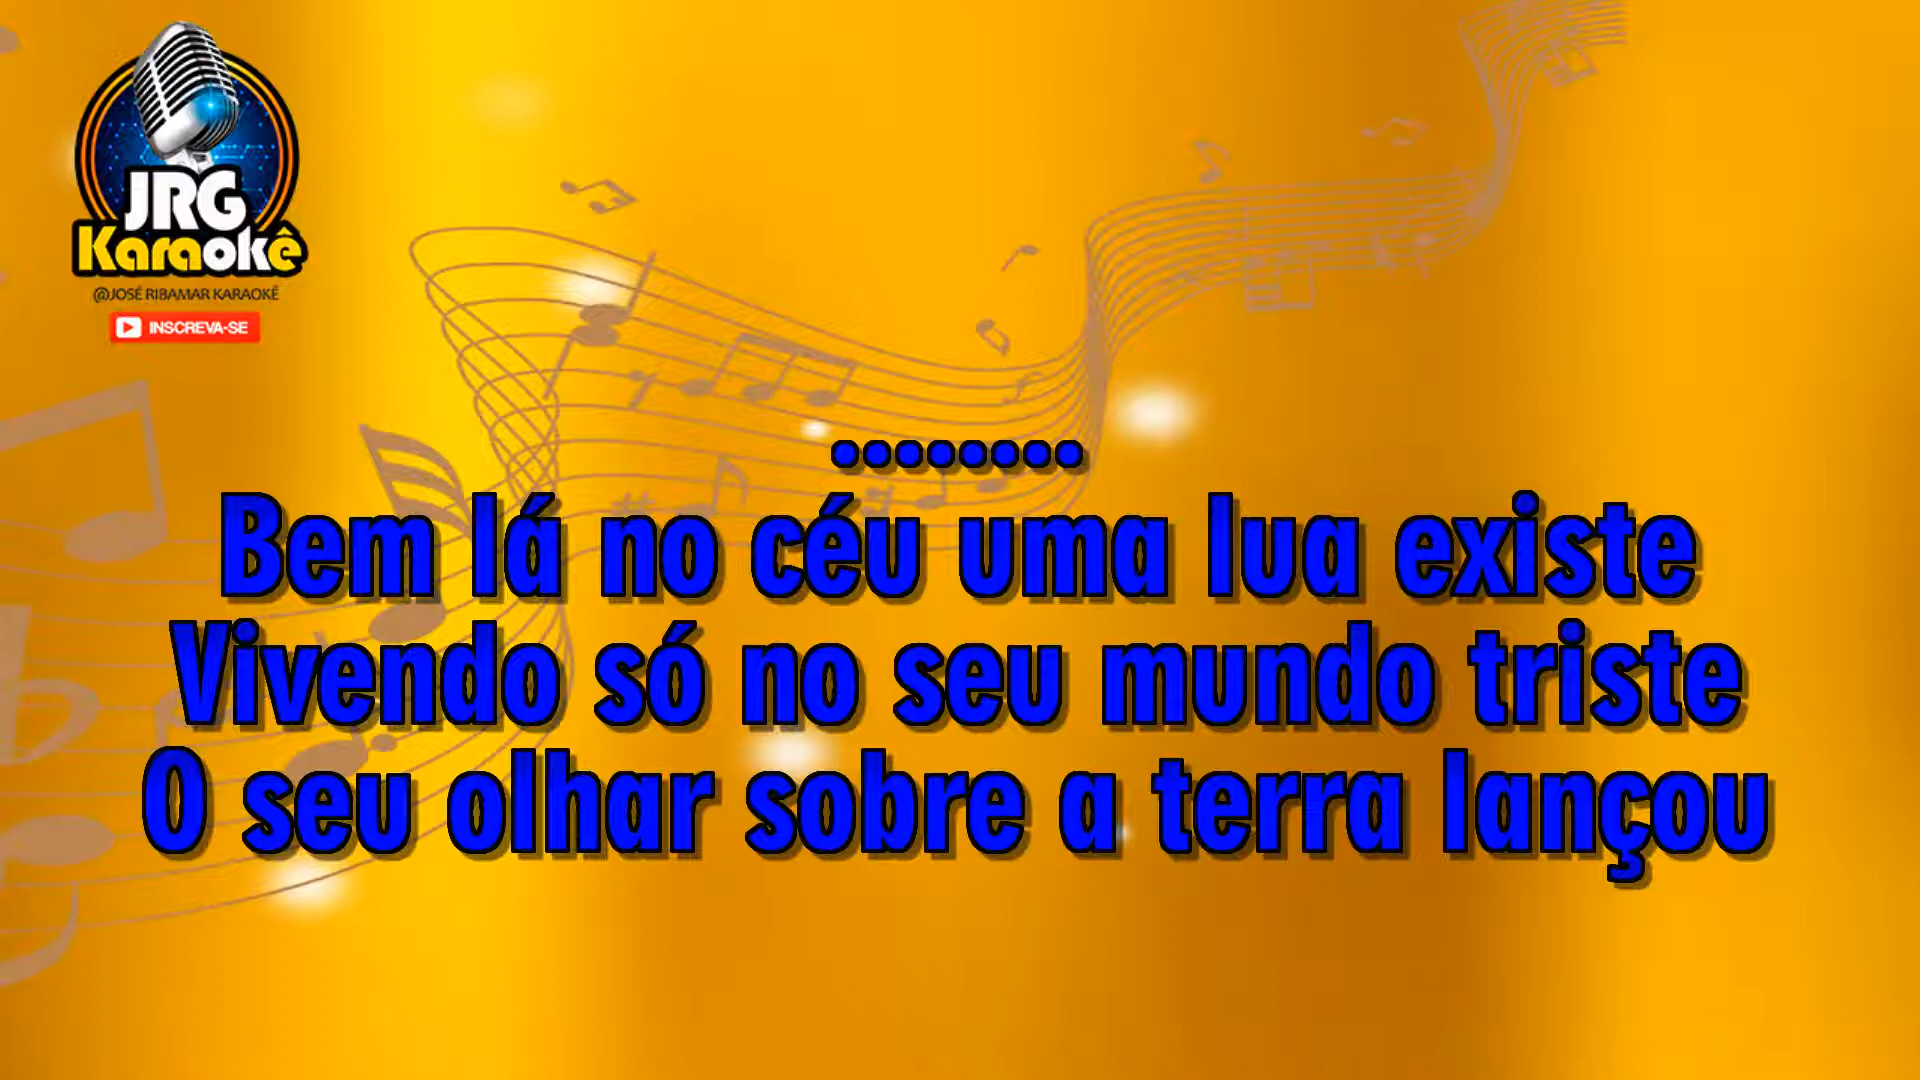 JRG
Karaokê
@JOSÉ RIBAMAR KARAOKÊ
INSCREVA-SE
........
Bem lá no céu uma lua existe
Vivendo só no seu mundo triste
O seu olhar sobre a terra lançou